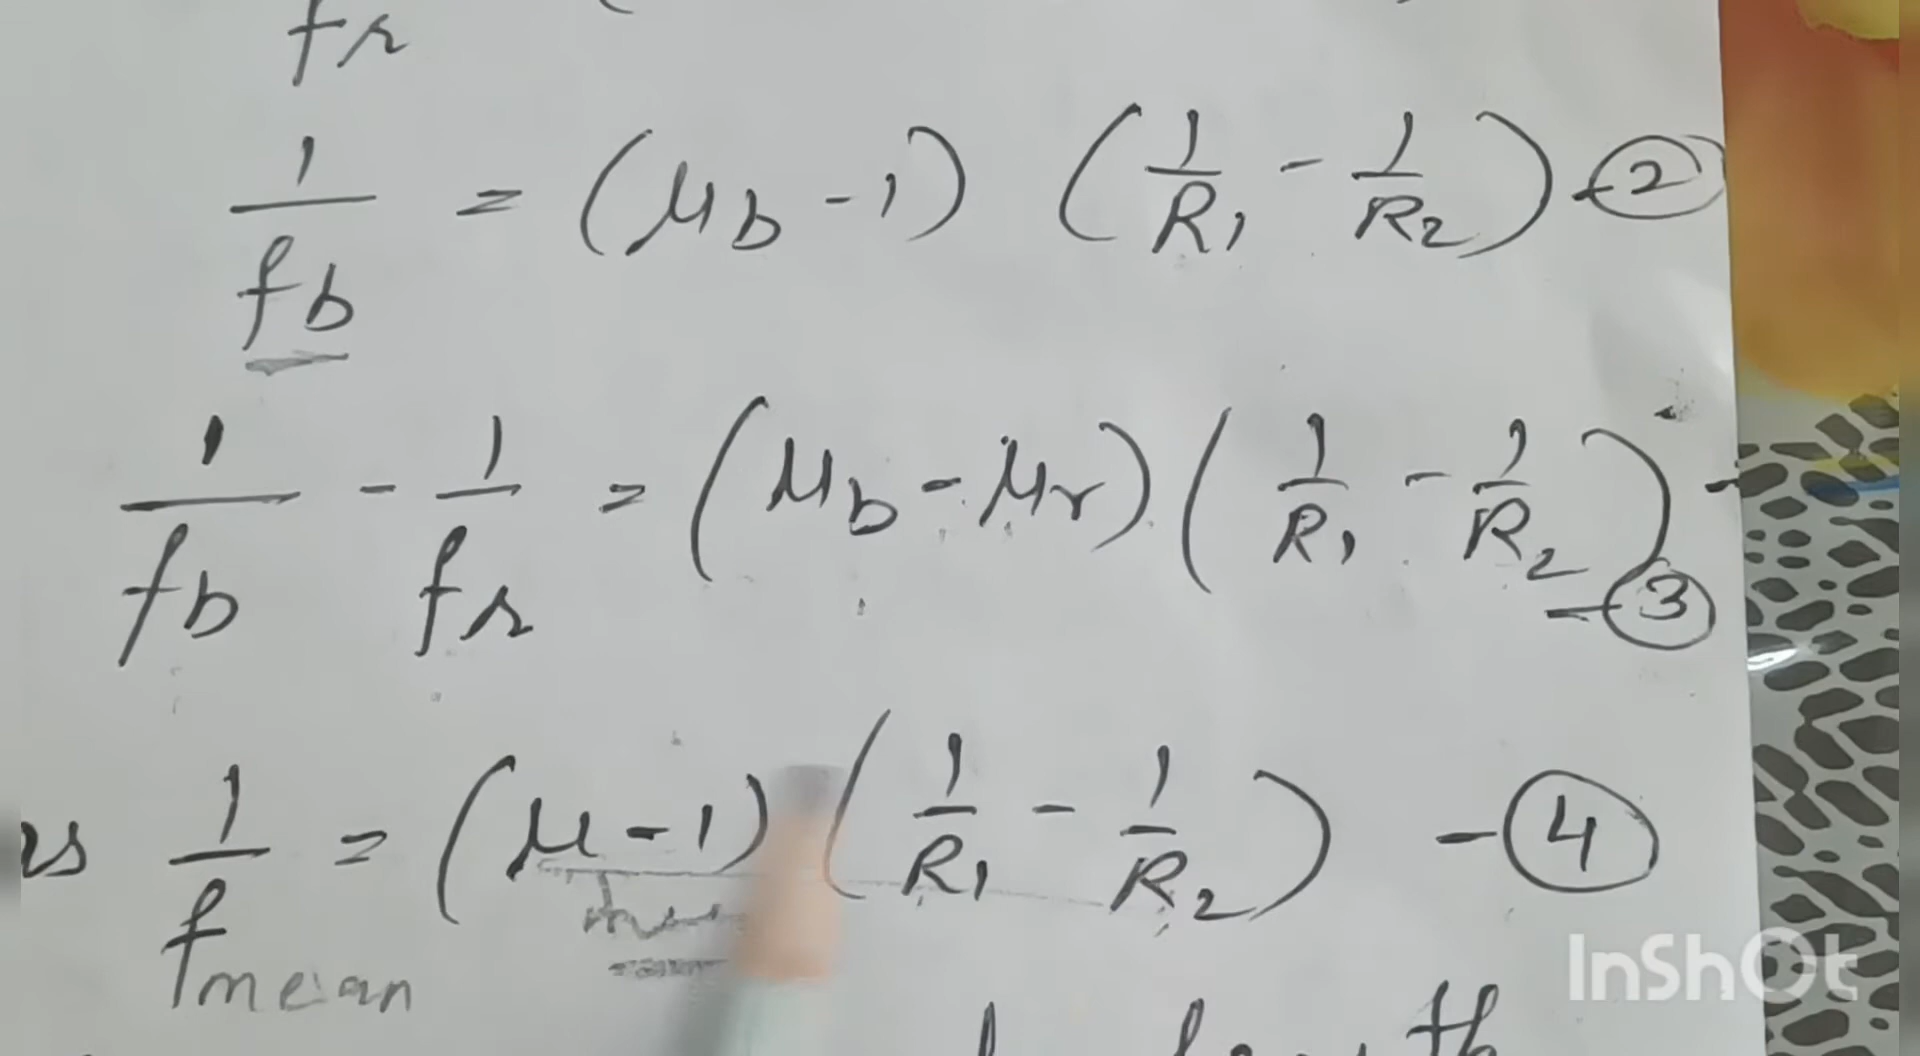 fr
1/fb = (μb - 1) (1/R1 - 1/R2) - ②
1/fb - 1/fr = (μb - μr) (1/R1 - 1/R2) -
- ③
1/fmean = (μ - 1) (1/R1 - 1/R2) - ④
InShOt